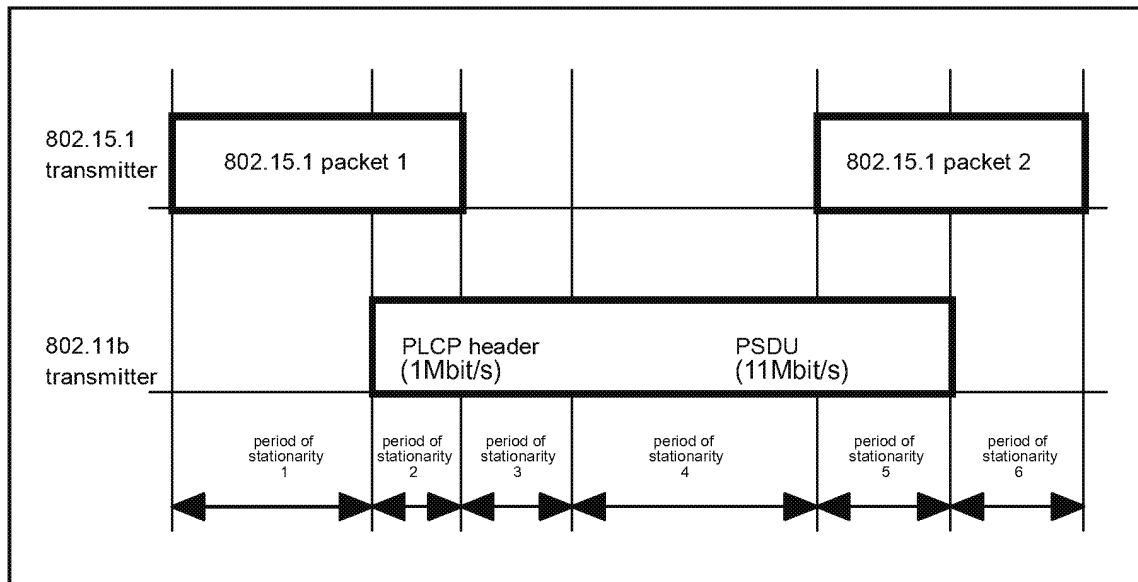 802.15.1
transmitter
802.15.1 packet 1
802.15.1 packet 2
802.11b
transmitter
PLCP header
(1Mbit/s)
PSDU
(11Mbit/s)
period of
stationarity
1
period of
stationarity
2
period of
stationarity
3
period of
stationarity
4
period of
stationarity
5
period of
stationarity
6